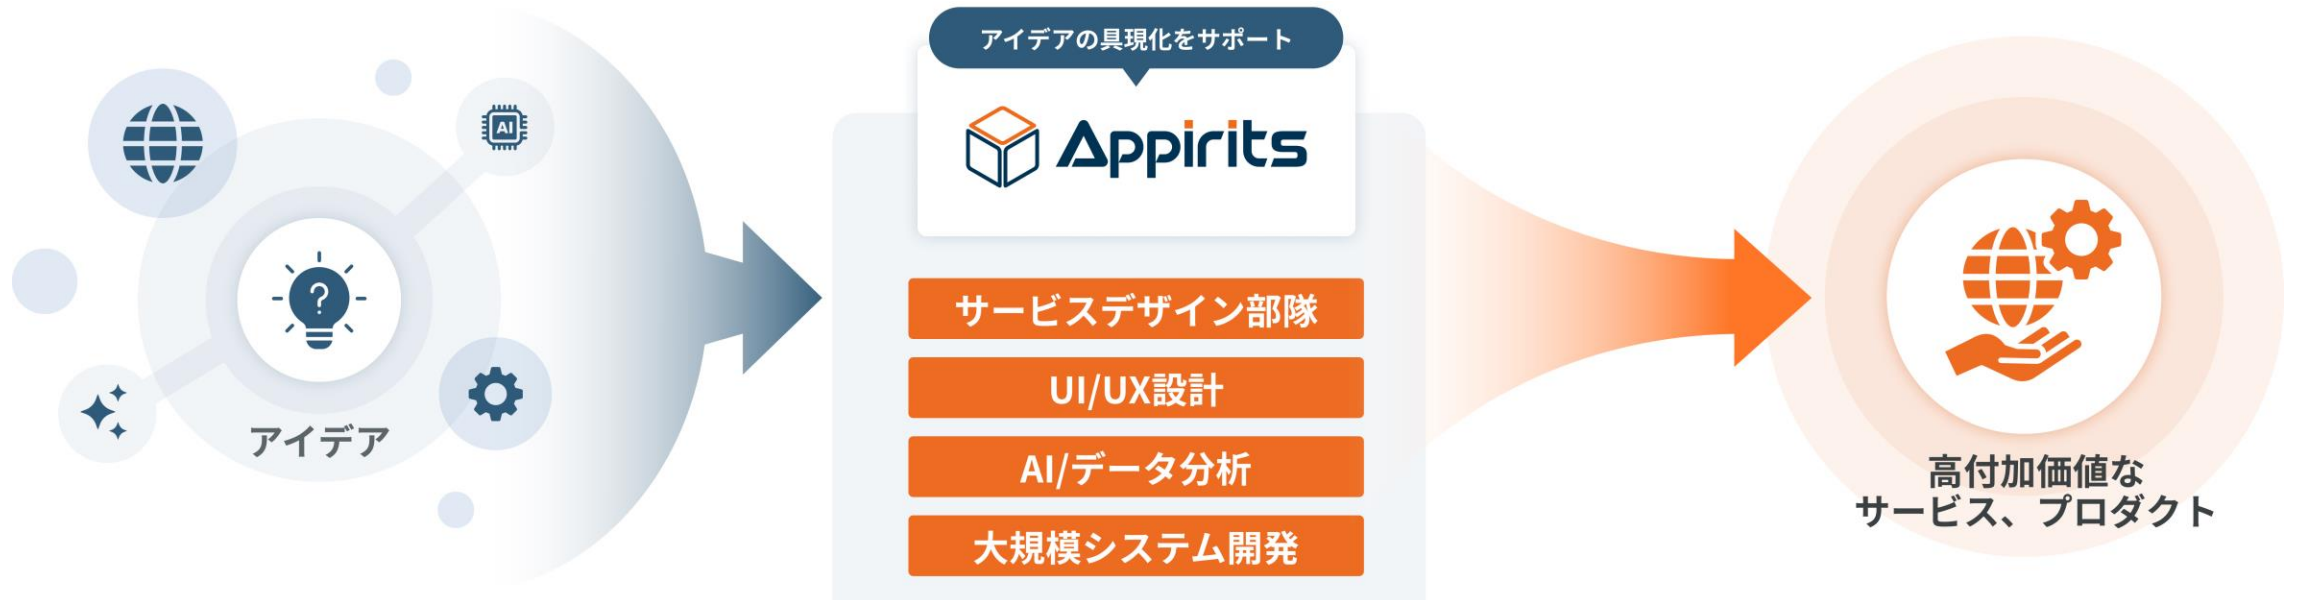 アイデアの具現化をサポート
Appirits
AI
?
アイデア
サービスデザイン部隊
UI/UX設計
AI/データ分析
大規模システム開発
高付加価値な
サービス、プロダクト